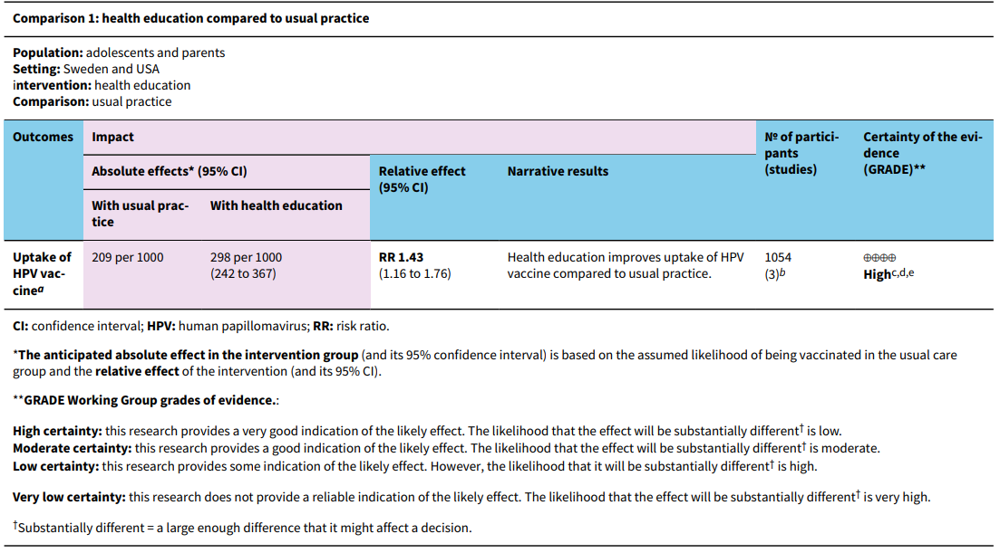 Comparison 1: health education compared to usual practice
Population: adolescents and parents
Setting: Sweden and USA
intervention: health education
Comparison: usual practice
Outcomes
Impact
№ of partici-
pants
(studies)
Certainty of the evi-
dence
(GRADE)**
Absolute effects* (95% CI)
Relative effect
(95% CI)
Narrative results
With usual prac-
tice
With health education
Uptake of
HPV vac-
cineᵃ
209 per 1000
298 per 1000
(242 to 367)
RR 1.43
(1.16 to 1.76)
Health education improves uptake of HPV
vaccine compared to usual practice.
1054
(3)ᵇ
⊕⊕⊕⊕
Highᶜ,ᵈ,ᵉ
CI: confidence interval; HPV: human papillomavirus; RR: risk ratio.
*The anticipated absolute effect in the intervention group (and its 95% confidence interval) is based on the assumed likelihood of being vaccinated in the usual care
group and the relative effect of the intervention (and its 95% CI).
**GRADE Working Group grades of evidence.:
High certainty: this research provides a very good indication of the likely effect. The likelihood that the effect will be substantially different† is low.
Moderate certainty: this research provides a good indication of the likely effect. The likelihood that the effect will be substantially different† is moderate.
Low certainty: this research provides some indication of the likely effect. However, the likelihood that it will be substantially different† is high.
Very low certainty: this research does not provide a reliable indication of the likely effect. The likelihood that the effect will be substantially different† is very high.
†Substantially different = a large enough difference that it might affect a decision.